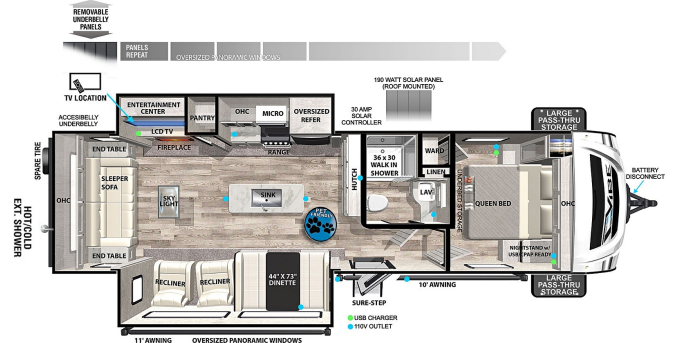 REMOVABLE
UNDERBELLY
PANELS
PANELS
REPEAT
OVERSIZED PANORAMIC WINDOWS
TV LOCATION
190 WATT SOLAR PANEL
(ROOF MOUNTED)
30 AMP
SOLAR
CONTROLLER
ACCESIBELLY
UNDERBELLY
ENTERTAINMENT
CENTER
LCD TV
PANTRY
OHC
MICRO
OVERSIZED
REFER
FIREPLACE
RANGE
LARGE
PASS-THRU
STORAGE
SPARE TIRE
END TABLE
SLEEPER
SOFA
OHC
END TABLE
SKY
LIGHT
SINK
PET
FRIENDLY
HUTCH
36 x 30
WALK IN
SHOWER
WARD
LINEN
LAV
UNDERBED STORAGE
QUEEN BED
OHC
VIBE
BATTERY
DISCONNECT
HOT/COLD
EXT. SHOWER
NIGHTSTAND w/
USB CPAP READY
RECLINER
RECLINER
44" X 73"
DINETTE
SURE-STEP
10' AWNING
LARGE
PASS-THRU
STORAGE
USB CHARGER
110V OUTLET
11' AWNING
OVERSIZED PANORAMIC WINDOWS